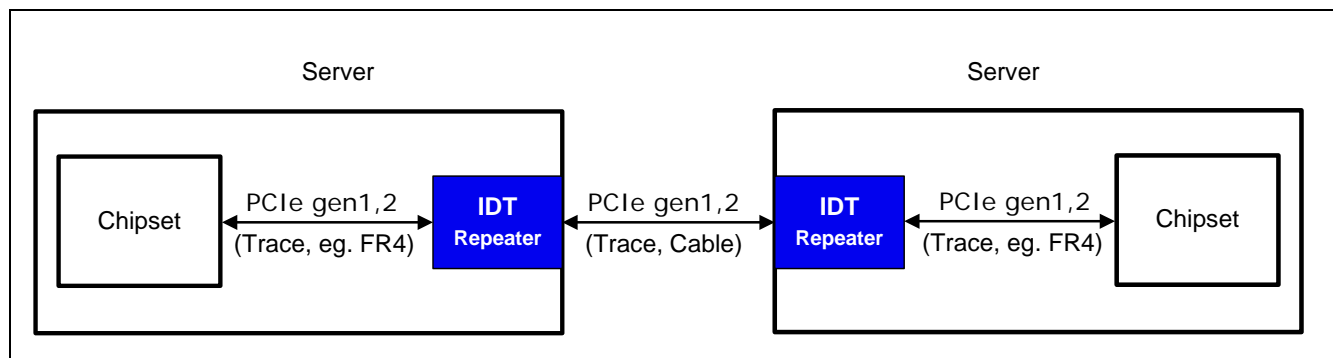 Server
Server
Chipset
PCIe gen1,2
(Trace, eg. FR4)
IDT
Repeater
PCIe gen1,2
(Trace, Cable)
IDT
Repeater
PCIe gen1,2
(Trace, eg. FR4)
Chipset